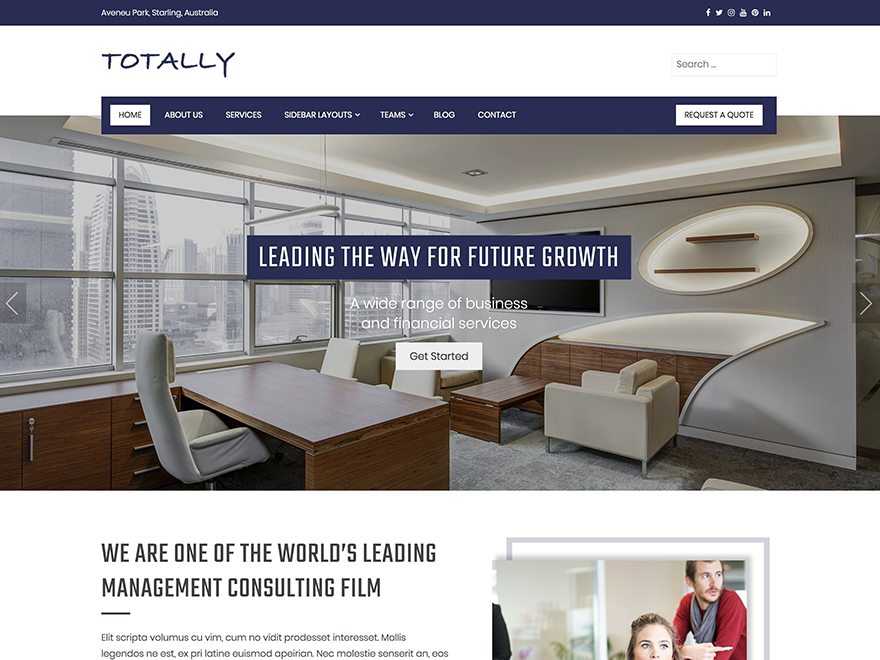 Aveneu Park, Starling, Australia
TOTALLY
Search ...
HOME ABOUT US SERVICES SIDEBAR LAYOUTS TEAMS BLOG CONTACT REQUEST A QUOTE
LEADING THE WAY FOR FUTURE GROWTH
A wide range of business
and financial services
Get Started
WE ARE ONE OF THE WORLD'S LEADING
MANAGEMENT CONSULTING FILM
Elit scripta volumus cu vim, cum no vidit prodesset interesset. Mollis
legendos ne est, ex pri latine euismod apeirian. Nec molestie senserit an, eos